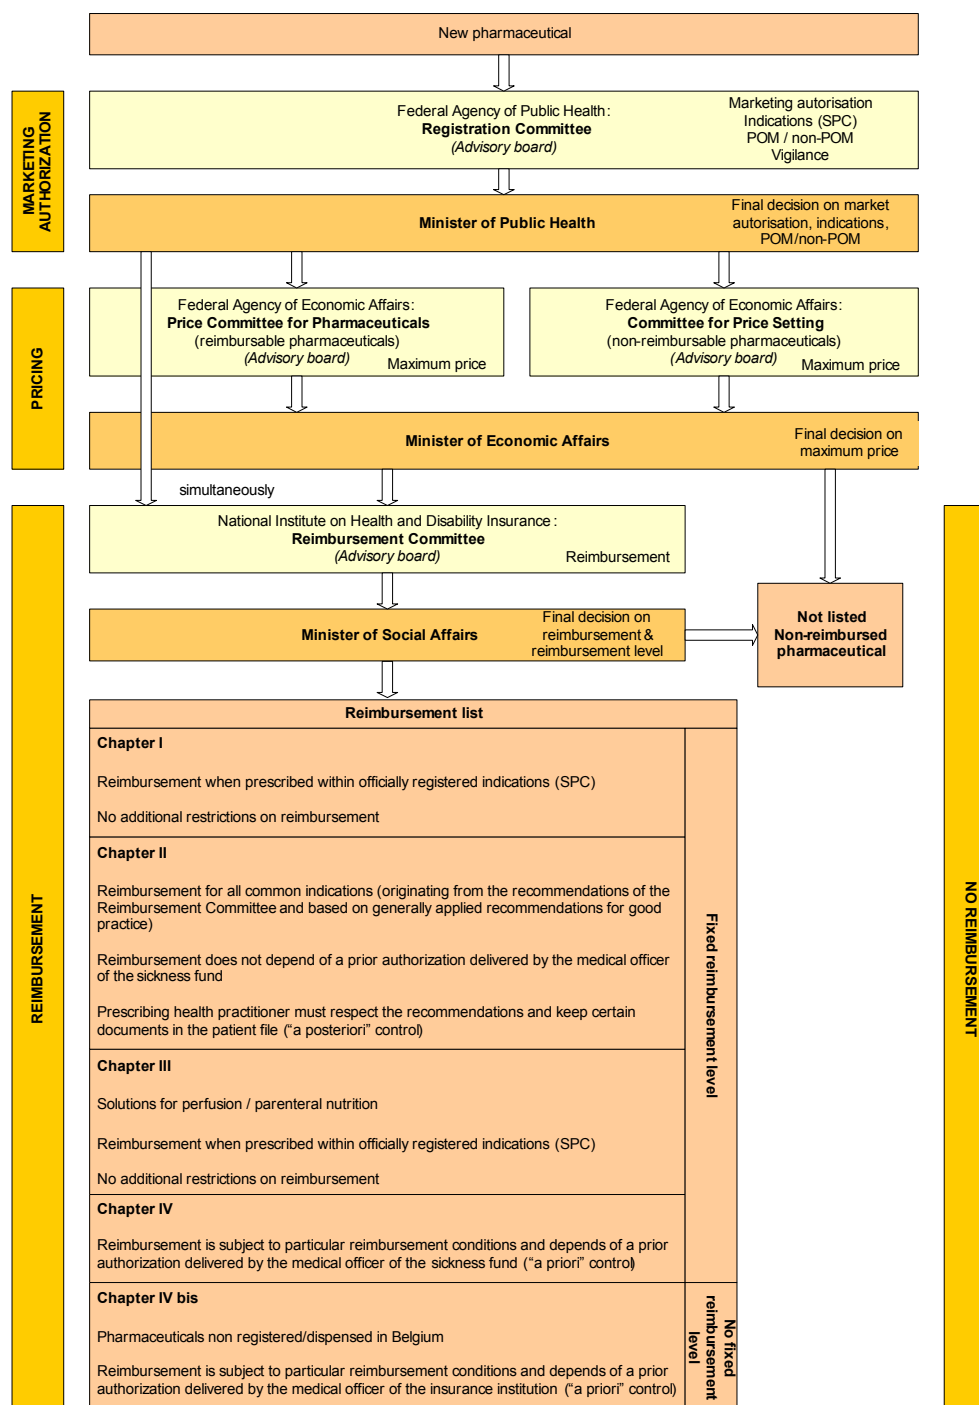 New pharmaceutical
MARKETING
AUTHORIZATION
Federal Agency of Public Health:
Registration Committee
(Advisory board)
Marketing autorisation
Indications (SPC)
POM / non-POM
Vigilance
Minister of Public Health
Final decision on market
autorisation, indications,
POM/non-POM
PRICING
Federal Agency of Economic Affairs:
Price Committee for Pharmaceuticals
(reimbursable pharmaceuticals)
(Advisory board)
Maximum price
Federal Agency of Economic Affairs:
Committee for Price Setting
(non-reimbursable pharmaceuticals)
(Advisory board)
Maximum price
Minister of Economic Affairs
Final decision on
maximum price
simultaneously
REIMBURSEMENT
National Institute on Health and Disability Insurance:
Reimbursement Committee
(Advisory board)
Reimbursement
Minister of Social Affairs
Final decision on
reimbursement &
reimbursement level
Not listed
Non-reimbursed
pharmaceutical
NO REIMBURSEMENT
Reimbursement list
Chapter I
Reimbursement when prescribed within officially registered indications (SPC)
No additional restrictions on reimbursement
Chapter II
Reimbursement for all common indications (originating from the recommendations of the
Reimbursement Committee and based on generally applied recommendations for good
practice)
Reimbursement does not depend of a prior authorization delivered by the medical officer
of the sickness fund
Prescribing health practitioner must respect the recommendations and keep certain
documents in the patient file ("a posteriori" control)
Chapter III
Solutions for perfusion / parenteral nutrition
Reimbursement when prescribed within officially registered indications (SPC)
No additional restrictions on reimbursement
Chapter IV
Reimbursement is subject to particular reimbursement conditions and depends of a prior
authorization delivered by the medical officer of the sickness fund ("a priori" control)
Fixed reimbursement level
Chapter IV bis
Pharmaceuticals non registered/dispensed in Belgium
Reimbursement is subject to particular reimbursement conditions and depends of a prior
authorization delivered by the medical officer of the insurance institution ("a priori" control)
No fixed
reimbursement
level